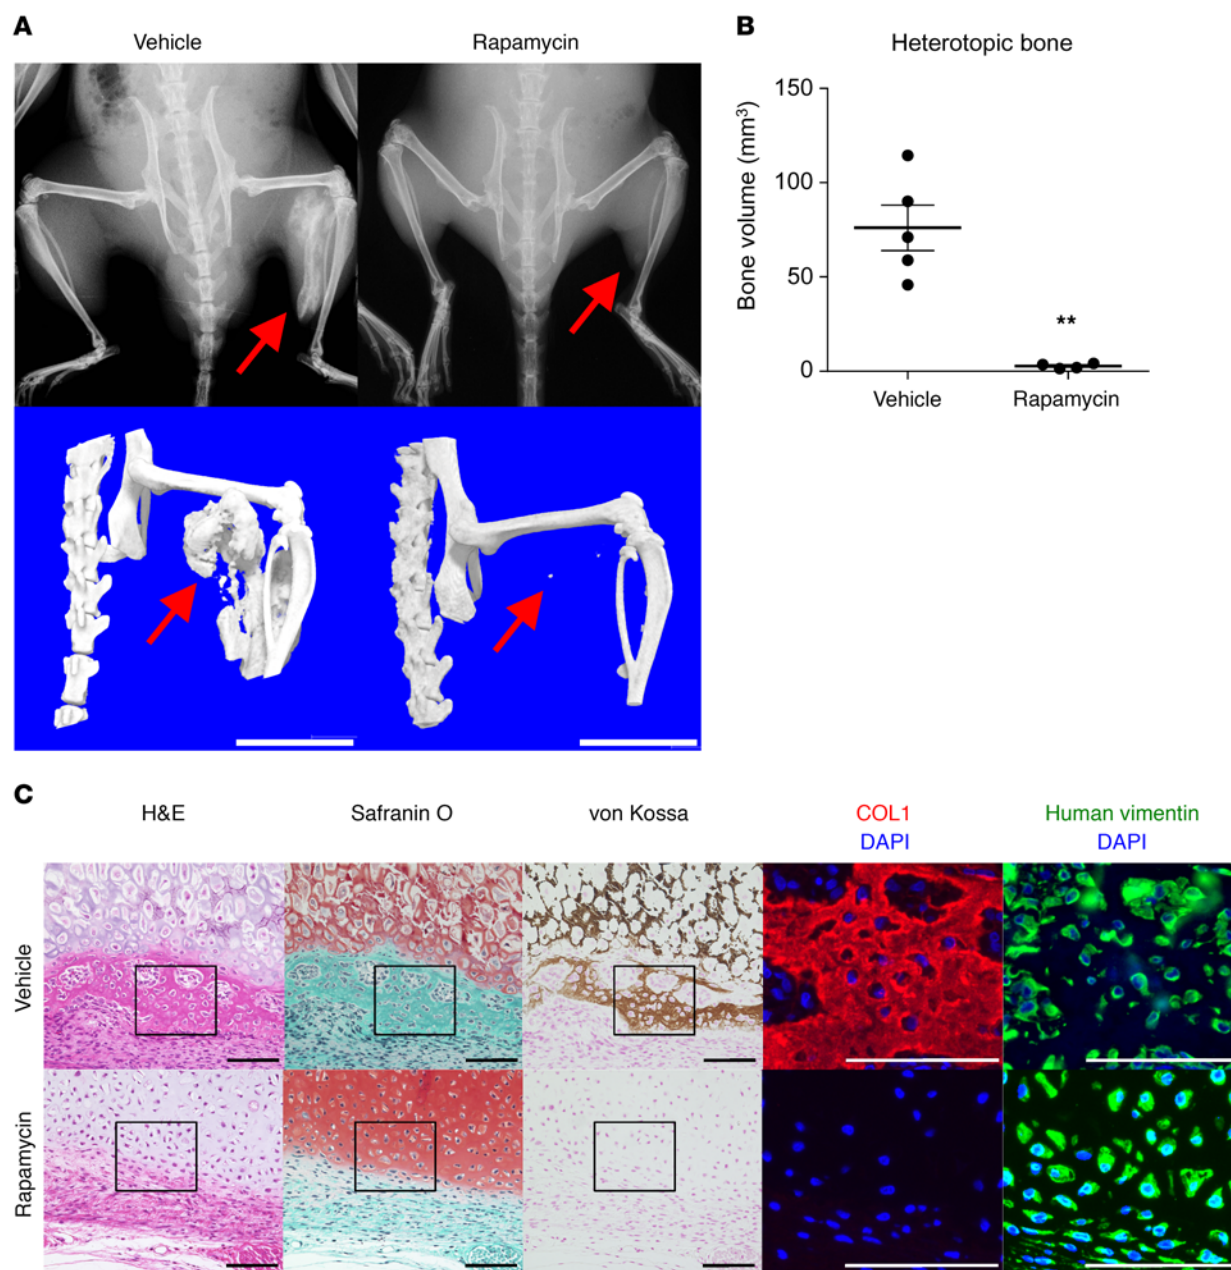 A
Vehicle
Rapamycin
B
Heterotopic bone
Bone volume (mm³)
150
100
50
0
**
Vehicle
Rapamycin
C
H&E
Safranin O
von Kossa
COL1
DAPI
Human vimentin
DAPI
Vehicle
Rapamycin